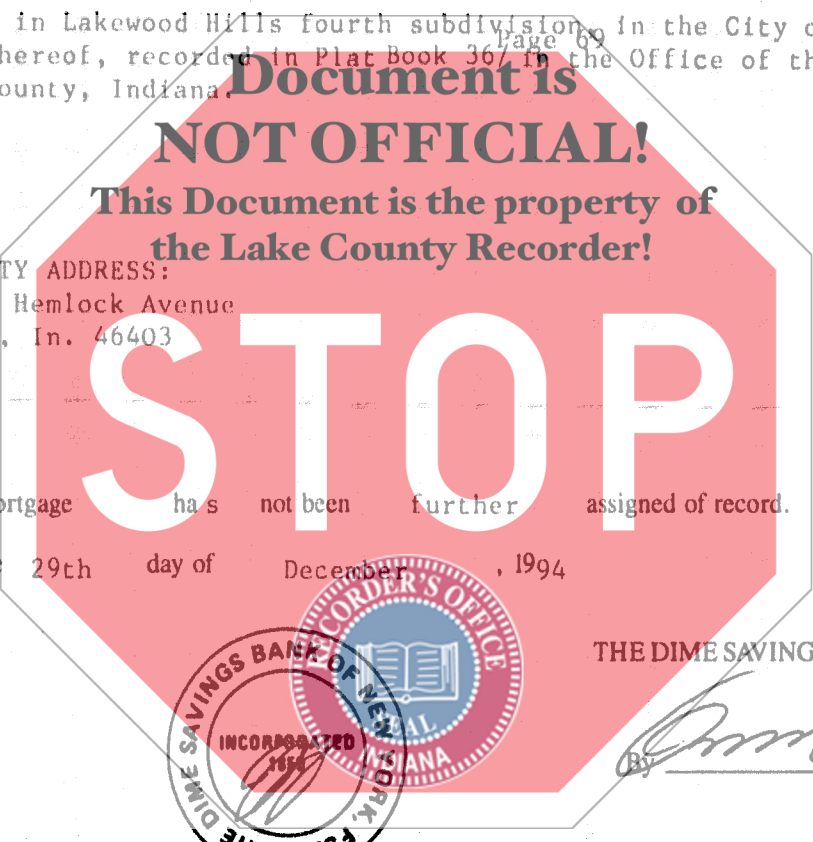 in Lakewood Hills fourth subdivision, in the City
Page 69
hereof, recorded in Plat Book 36, in the Office of th
ounty, Indiana.
Document is
NOT OFFICIAL!
This Document is the property of
the Lake County Recorder!
TY ADDRESS:
Hemlock Avenue
, In. 46403
STOP
ortgage has not been further assigned of record.
29th day of December , 1994
RECORDER'S OFFICE
SEAL
INDIANA
THE DIME SAVING
THE DIME SAVINGS BANK OF NEW YORK,
INCORPORATED
By